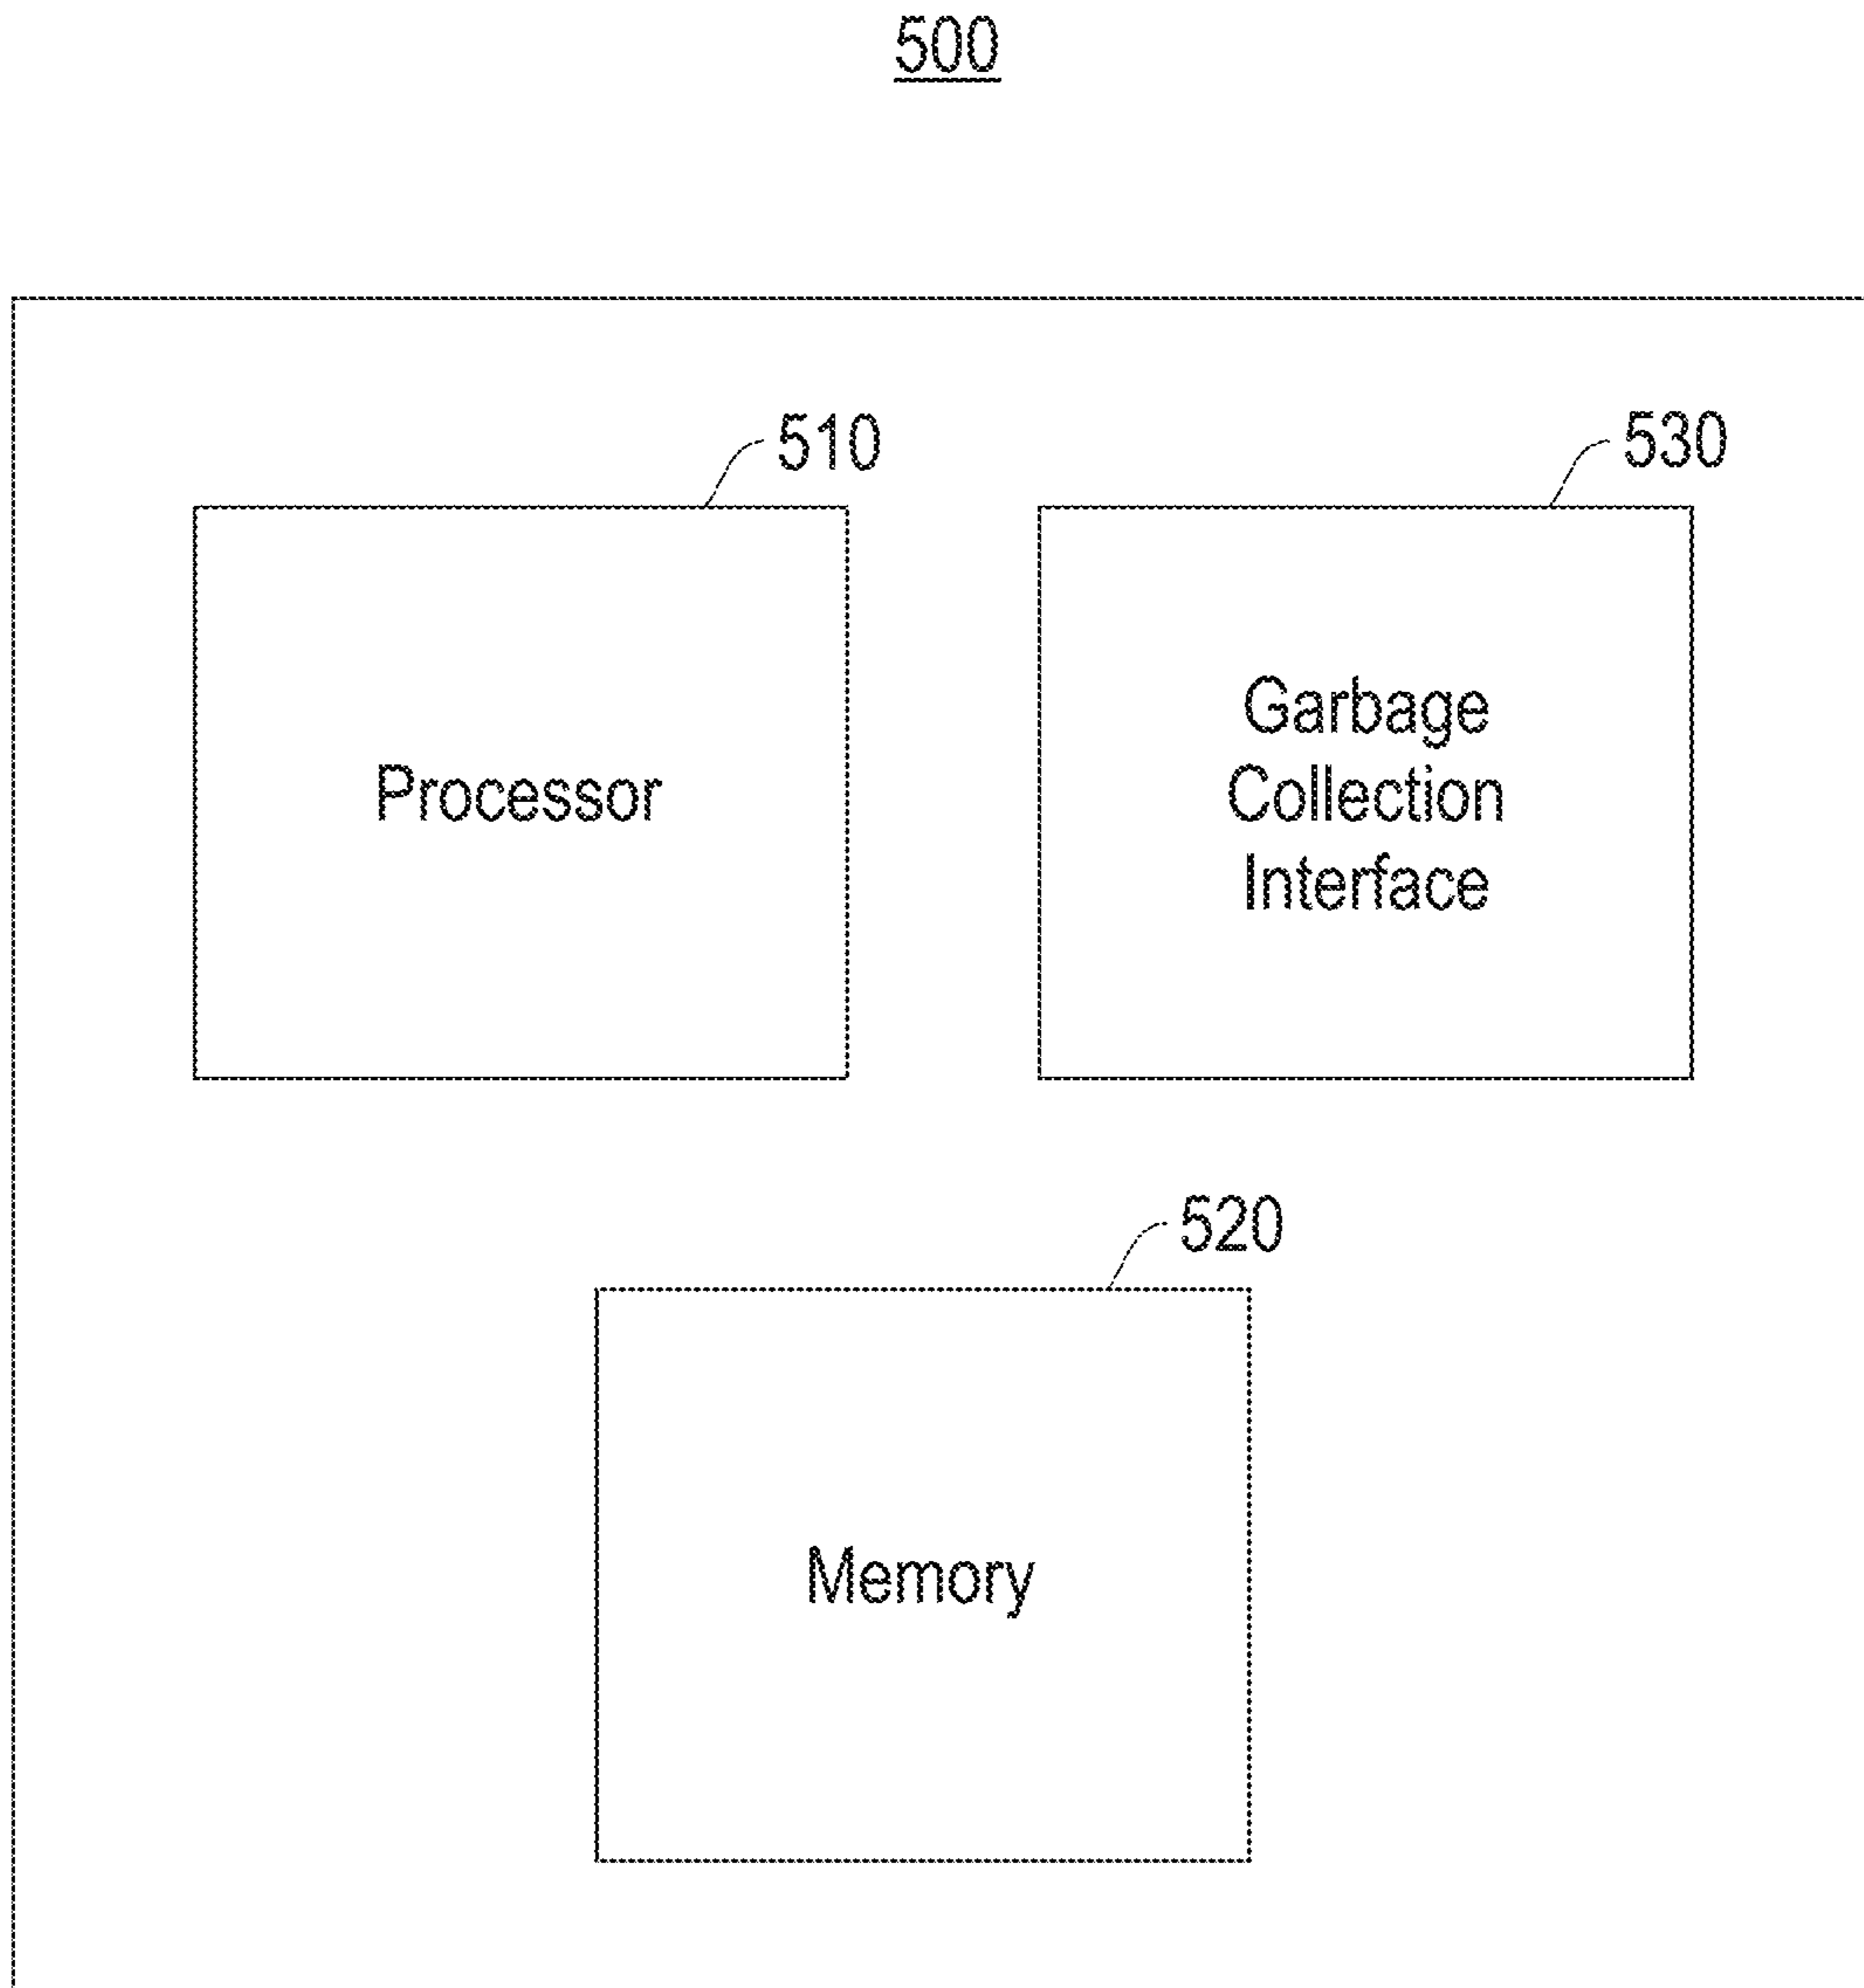 500
510
530
Processor
Garbage
Collection
Interface
520
Memory